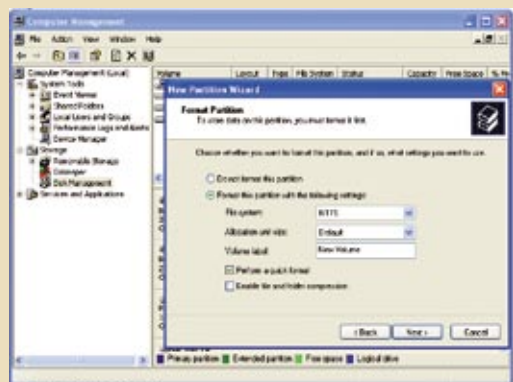 Computer Management
File Action View Window Help
Computer Management (Local)
System Tools
Event Viewer
Shared Folders
Local Users and Groups
Performance Logs and Alerts
Device Manager
Storage
Removable Storage
Disk Management
Services and Applications
Volume Layout Type File System Status Capacity Free Space %
New Partition Wizard
Format Partition
To store data on this partition, you must format it first.
Choose whether you want to format this partition, and if so, what settings you want to use.
Do not format this partition
Format this partition with the following settings:
File system: NTFS
Allocation unit size: Default
Volume label: New Volume
Perform a quick format
Enable file and folder compression
< Back Next > Cancel
Primary partition Extended partition Free space Logical drive